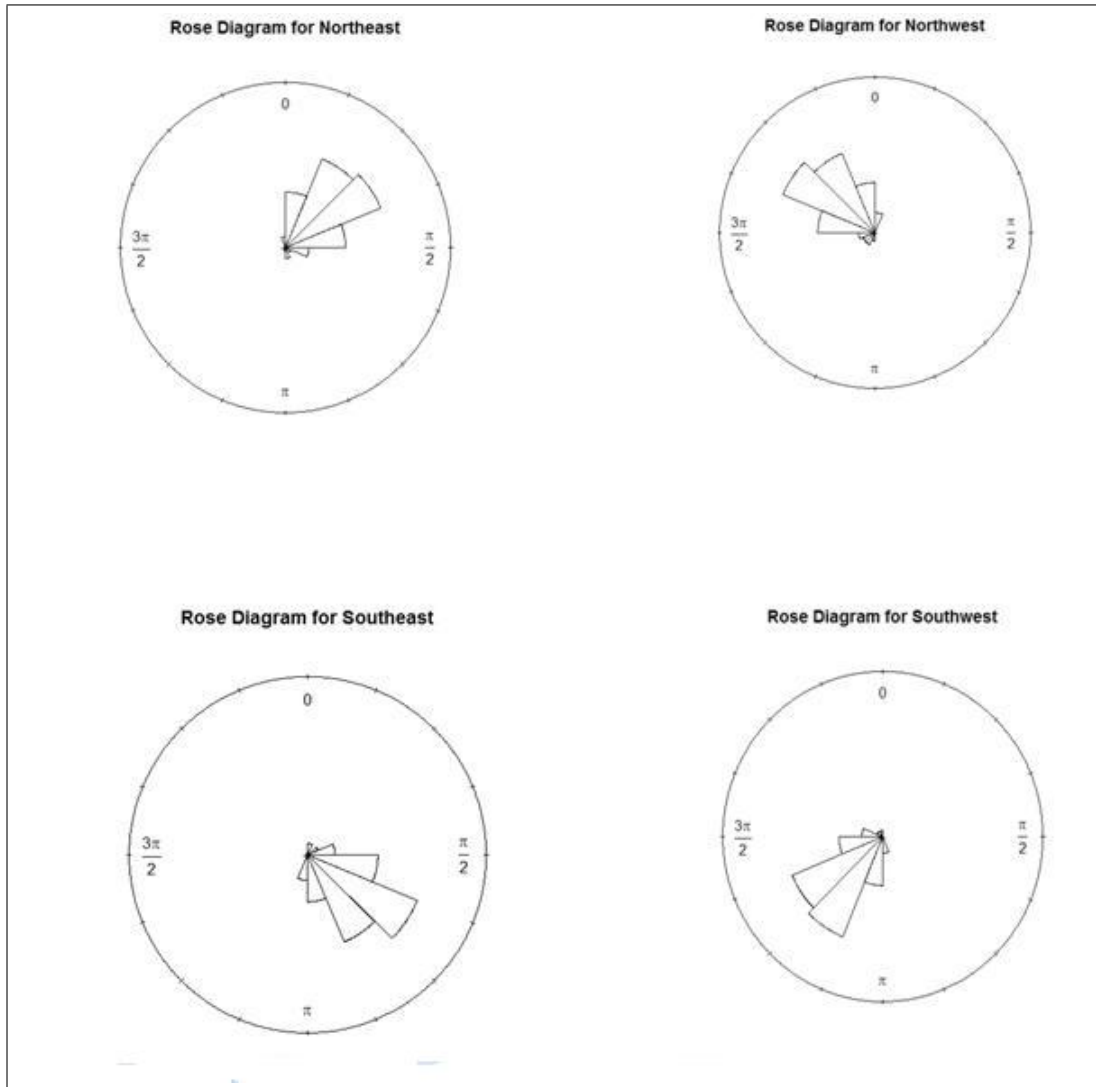 Rose Diagram for Northeast
0
3π
2
π
2
π
Rose Diagram for Northwest
0
3π
2
π
2
π
Rose Diagram for Southeast
0
3π
2
π
2
π
Rose Diagram for Southwest
0
3π
2
π
2
π